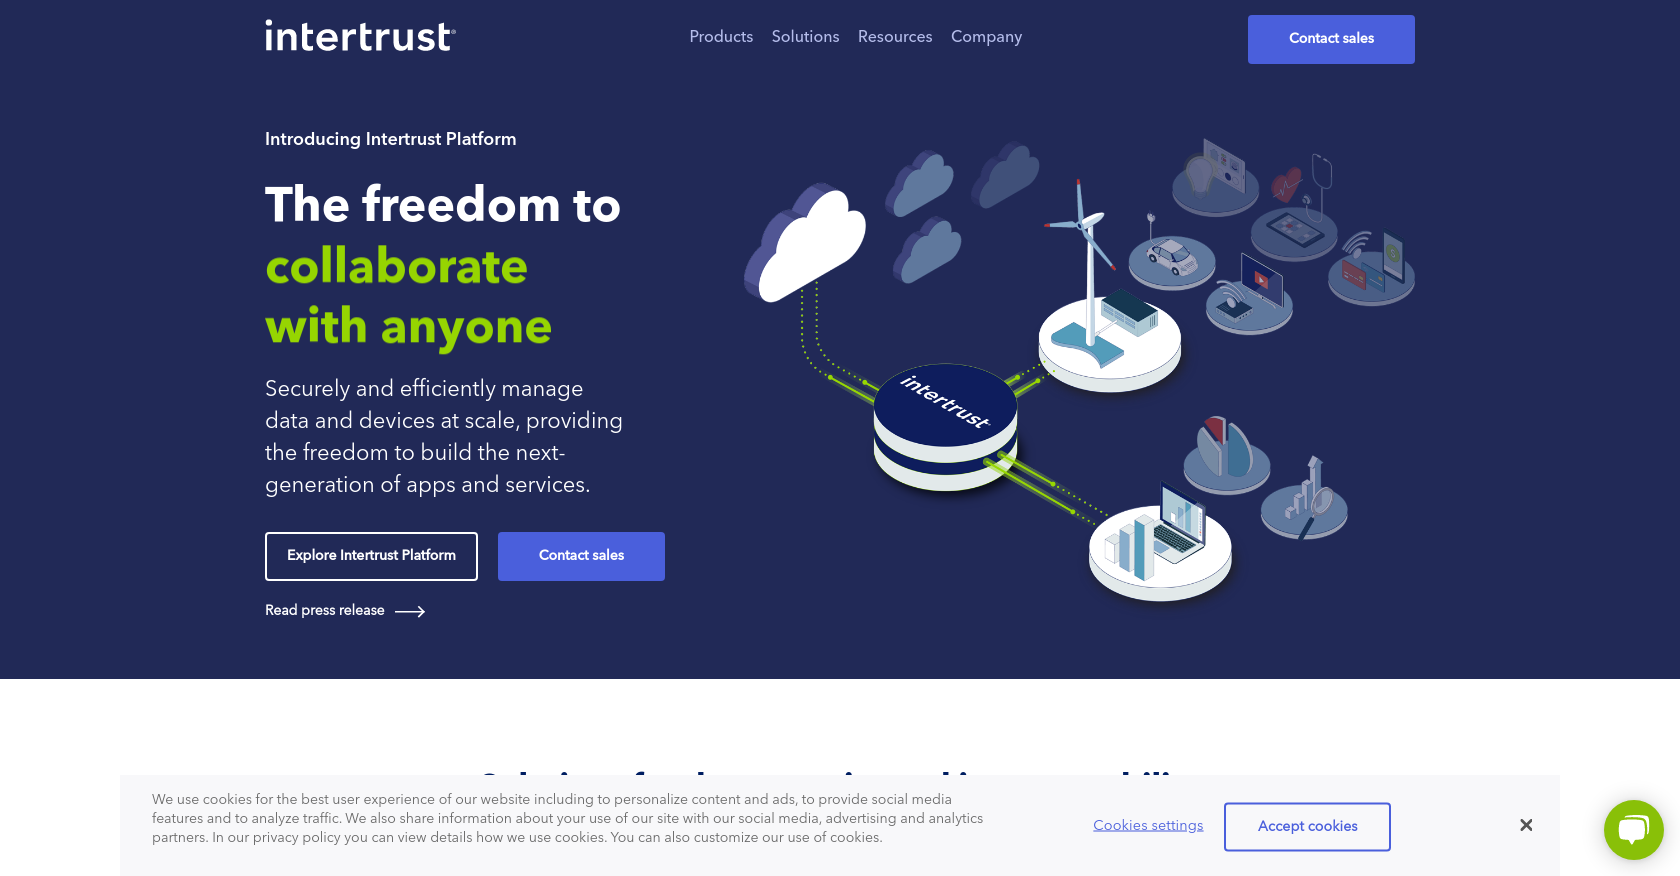 intertrust®
Products Solutions Resources Company
Contact sales
Introducing Intertrust Platform
The freedom to
collaborate
with anyone
Securely and efficiently manage
data and devices at scale, providing
the freedom to build the next-
generation of apps and services.
Explore Intertrust Platform
Contact sales
Read press release
intertrust
We use cookies for the best user experience of our website including to personalize content and ads, to provide social media
features and to analyze traffic. We also share information about your use of our site with our social media, advertising and analytics
partners. In our privacy policy you can view details how we use cookies. You can also customize our use of cookies.
Cookies settings
Accept cookies